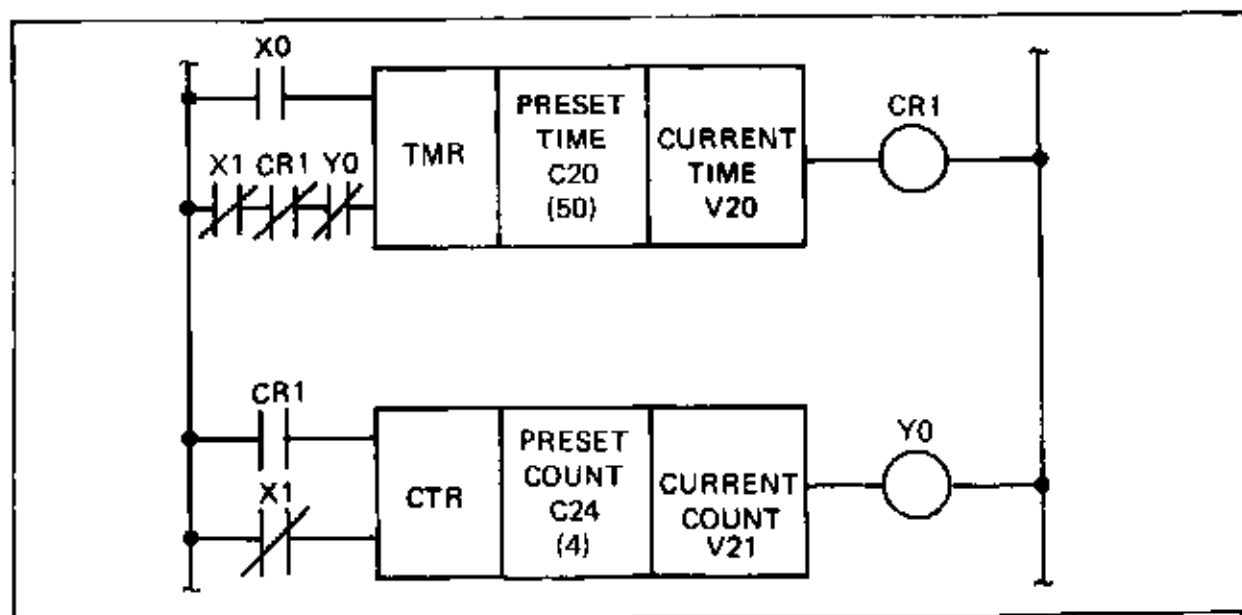 X0
TMR
PRESET
TIME
C20
(50)
CURRENT
TIME
V20
CR1
X1 CR1 Y0
CR1
CTR
PRESET
COUNT
C24
(4)
CURRENT
COUNT
V21
Y0
X1